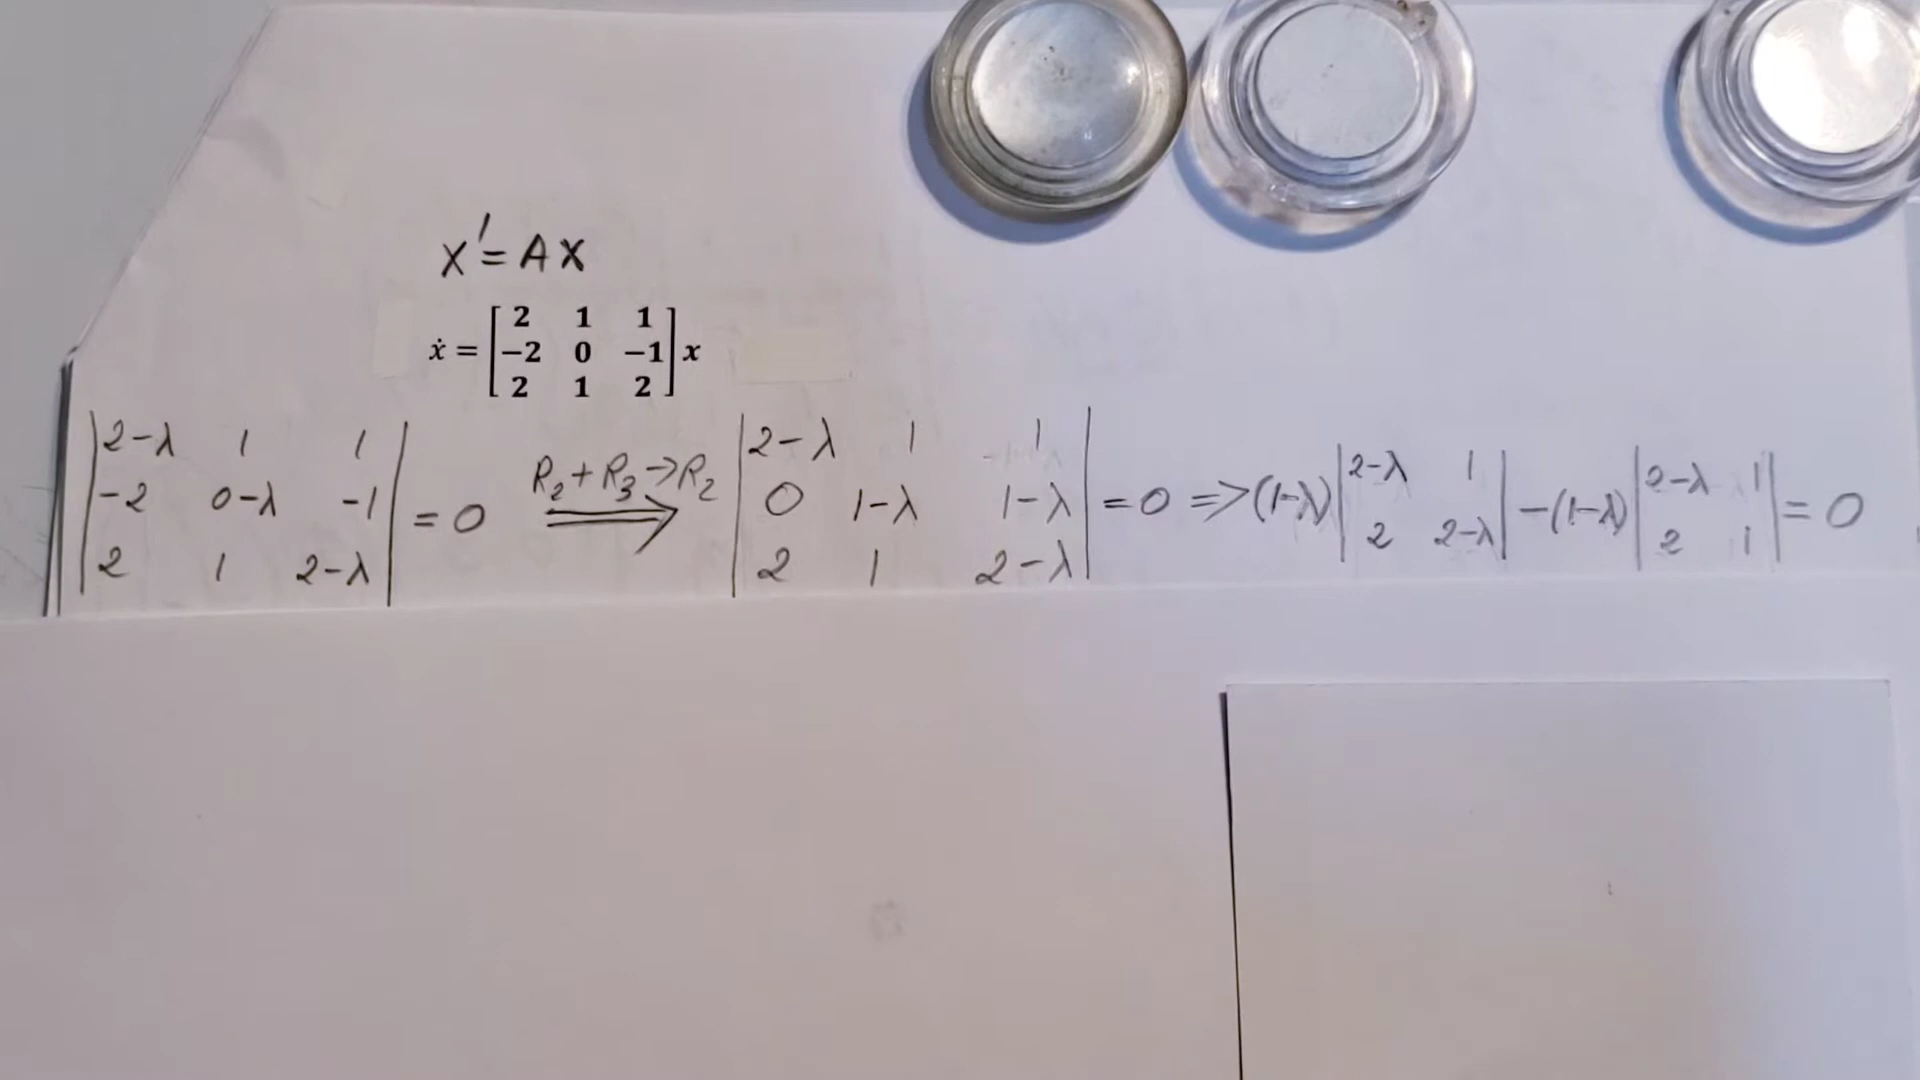 X' = AX
ẋ = [2 1 1; -2 0 -1; 2 1 2] x
|2-λ 1 1| |2-λ 1 1| |2-λ 1| |2-λ 1|
|-2 0-λ -1| = 0 R₂+R₃→R₂ ⟹ |0 1-λ 1-λ| = 0 => (1-λ) - (1-λ) = 0
|2 1 2-λ| |2 1 2-λ| |2 2-λ| |2 1|